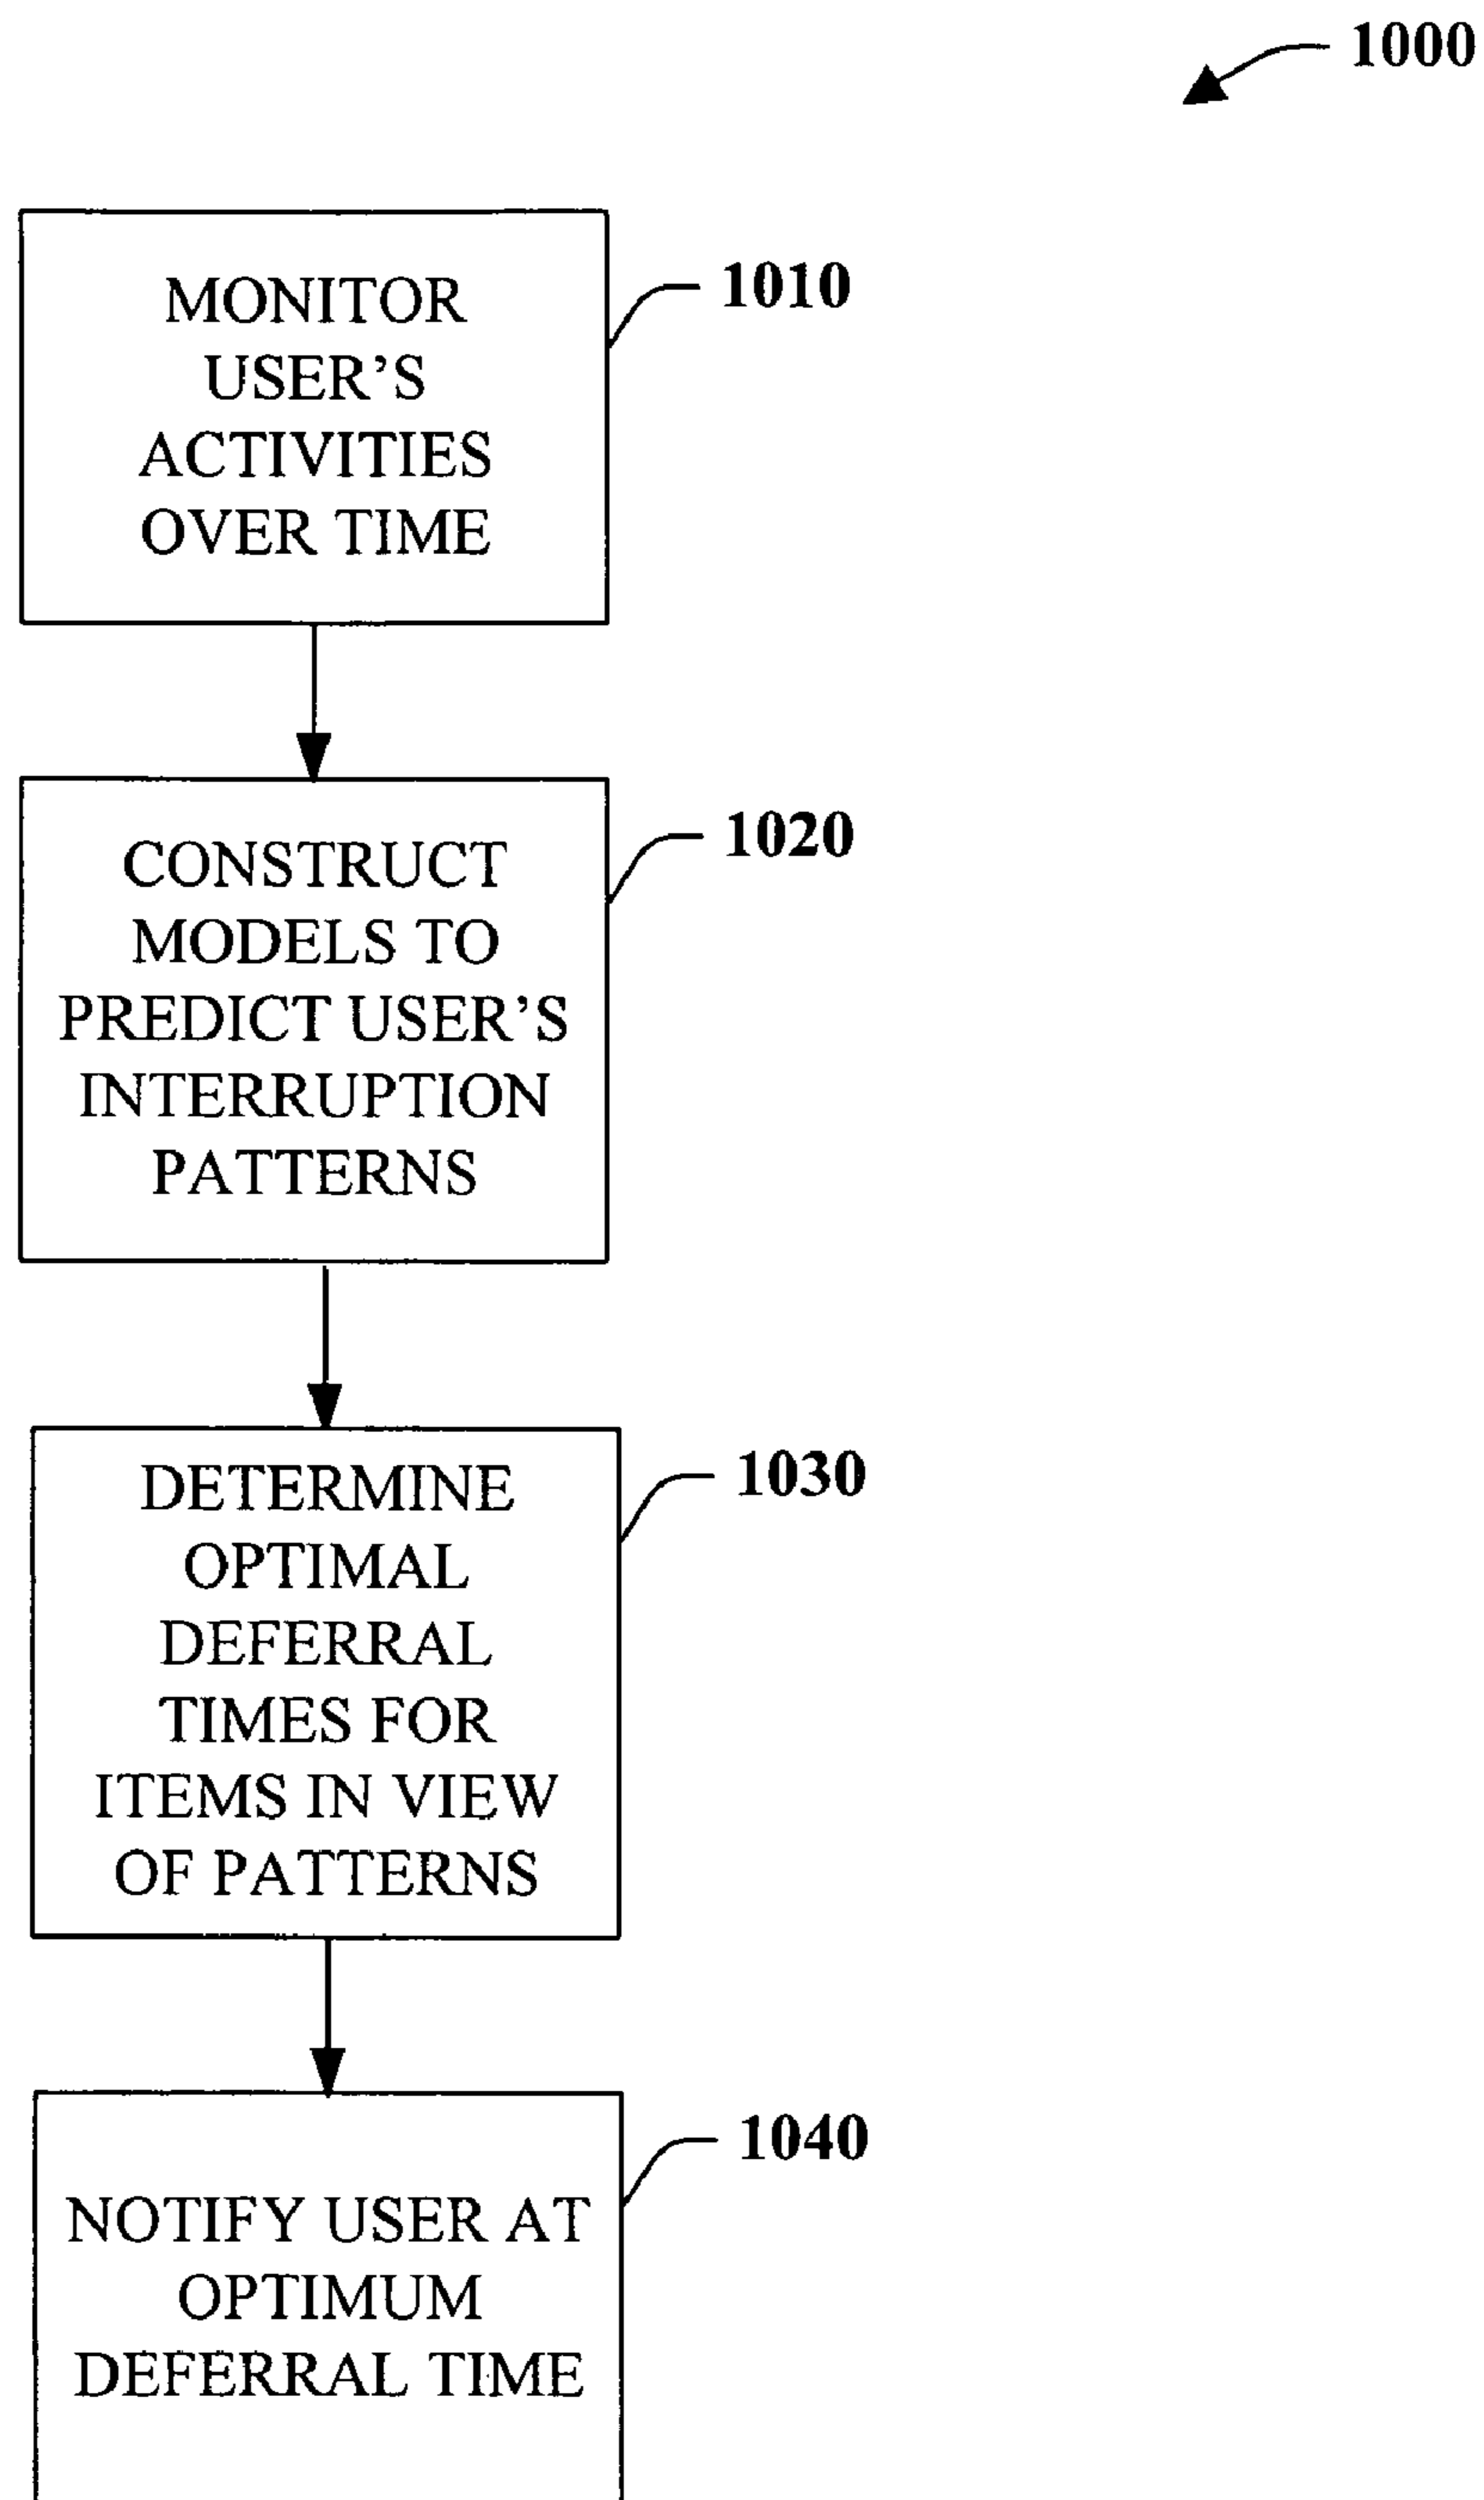 1000
MONITOR
USER'S
ACTIVITIES
OVER TIME
1010
CONSTRUCT
MODELS TO
PREDICT USER'S
INTERRUPTION
PATTERNS
1020
DETERMINE
OPTIMAL
DEFERRAL
TIMES FOR
ITEMS IN VIEW
OF PATTERNS
1030
NOTIFY USER AT
OPTIMUM
DEFERRAL TIME
1040